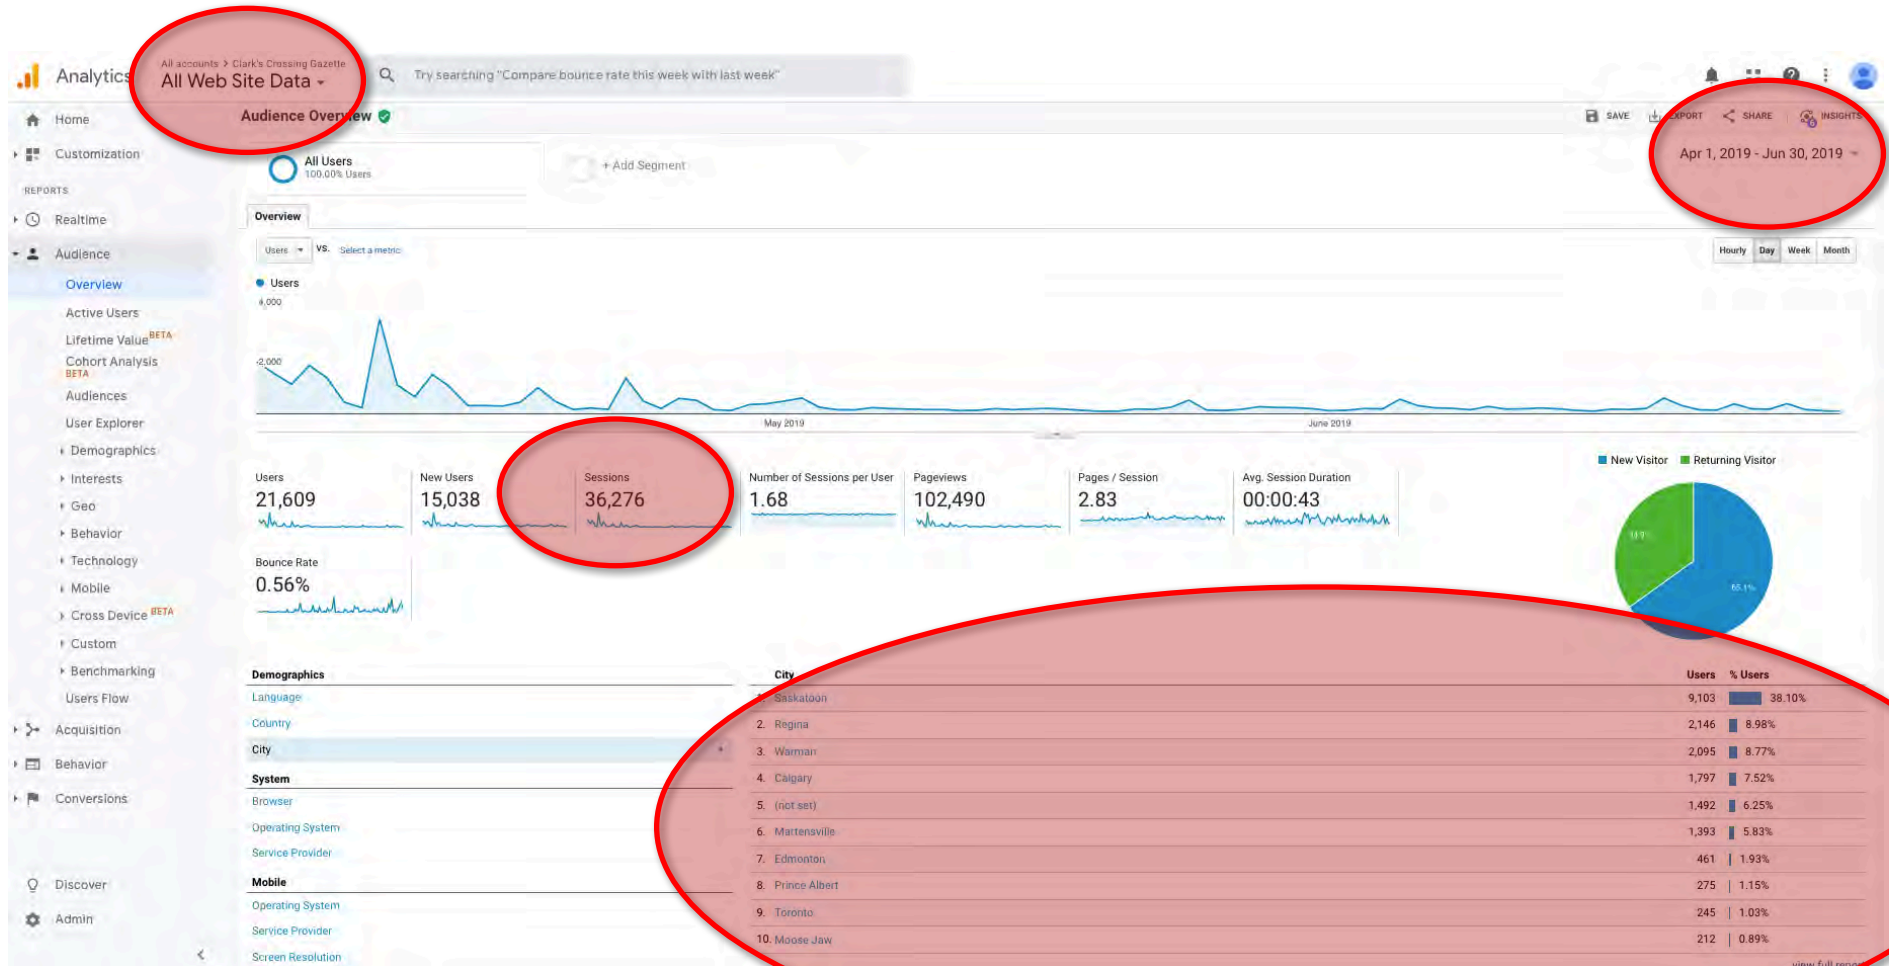 All accounts > Clark's Crossing Gazette
Analytics
All Web Site Data
Try searching "Compare bounce rate this week with last week"
Home
Customization
REPORTS
Realtime
Audience
Overview
Active Users
Lifetime Value BETA
Cohort Analysis
BETA
Audiences
User Explorer
Demographics
Interests
Geo
Behavior
Technology
Mobile
Cross Device BETA
Custom
Benchmarking
Users Flow
Acquisition
Behavior
Conversions
Discover
Admin
Audience Overview
SAVE EXPORT SHARE INSIGHTS
All Users
100.00% Users
+ Add Segment
Apr 1, 2019 - Jun 30, 2019
Overview
Users VS. Select a metric
Hourly Day Week Month
Users
4,000
2,000
May 2019 June 2019
New Visitor Returning Visitor
Users
21,609
New Users
15,038
Sessions
36,276
Number of Sessions per User
1.68
Pageviews
102,490
Pages / Session
2.83
Avg. Session Duration
00:00:43
Bounce Rate
0.56%
34.9%
65.1%
Demographics
Language
Country
City
System
Browser
Operating System
Service Provider
Mobile
Operating System
Service Provider
Screen Resolution
City Users % Users
1. Saskatoon 9,103 38.10%
2. Regina 2,146 8.98%
3. Warman 2,095 8.77%
4. Calgary 1,797 7.52%
5. (not set) 1,492 6.25%
6. Martensville 1,393 5.83%
7. Edmonton 461 1.93%
8. Prince Albert 275 1.15%
9. Toronto 245 1.03%
10. Moose Jaw 212 0.89%
view full report